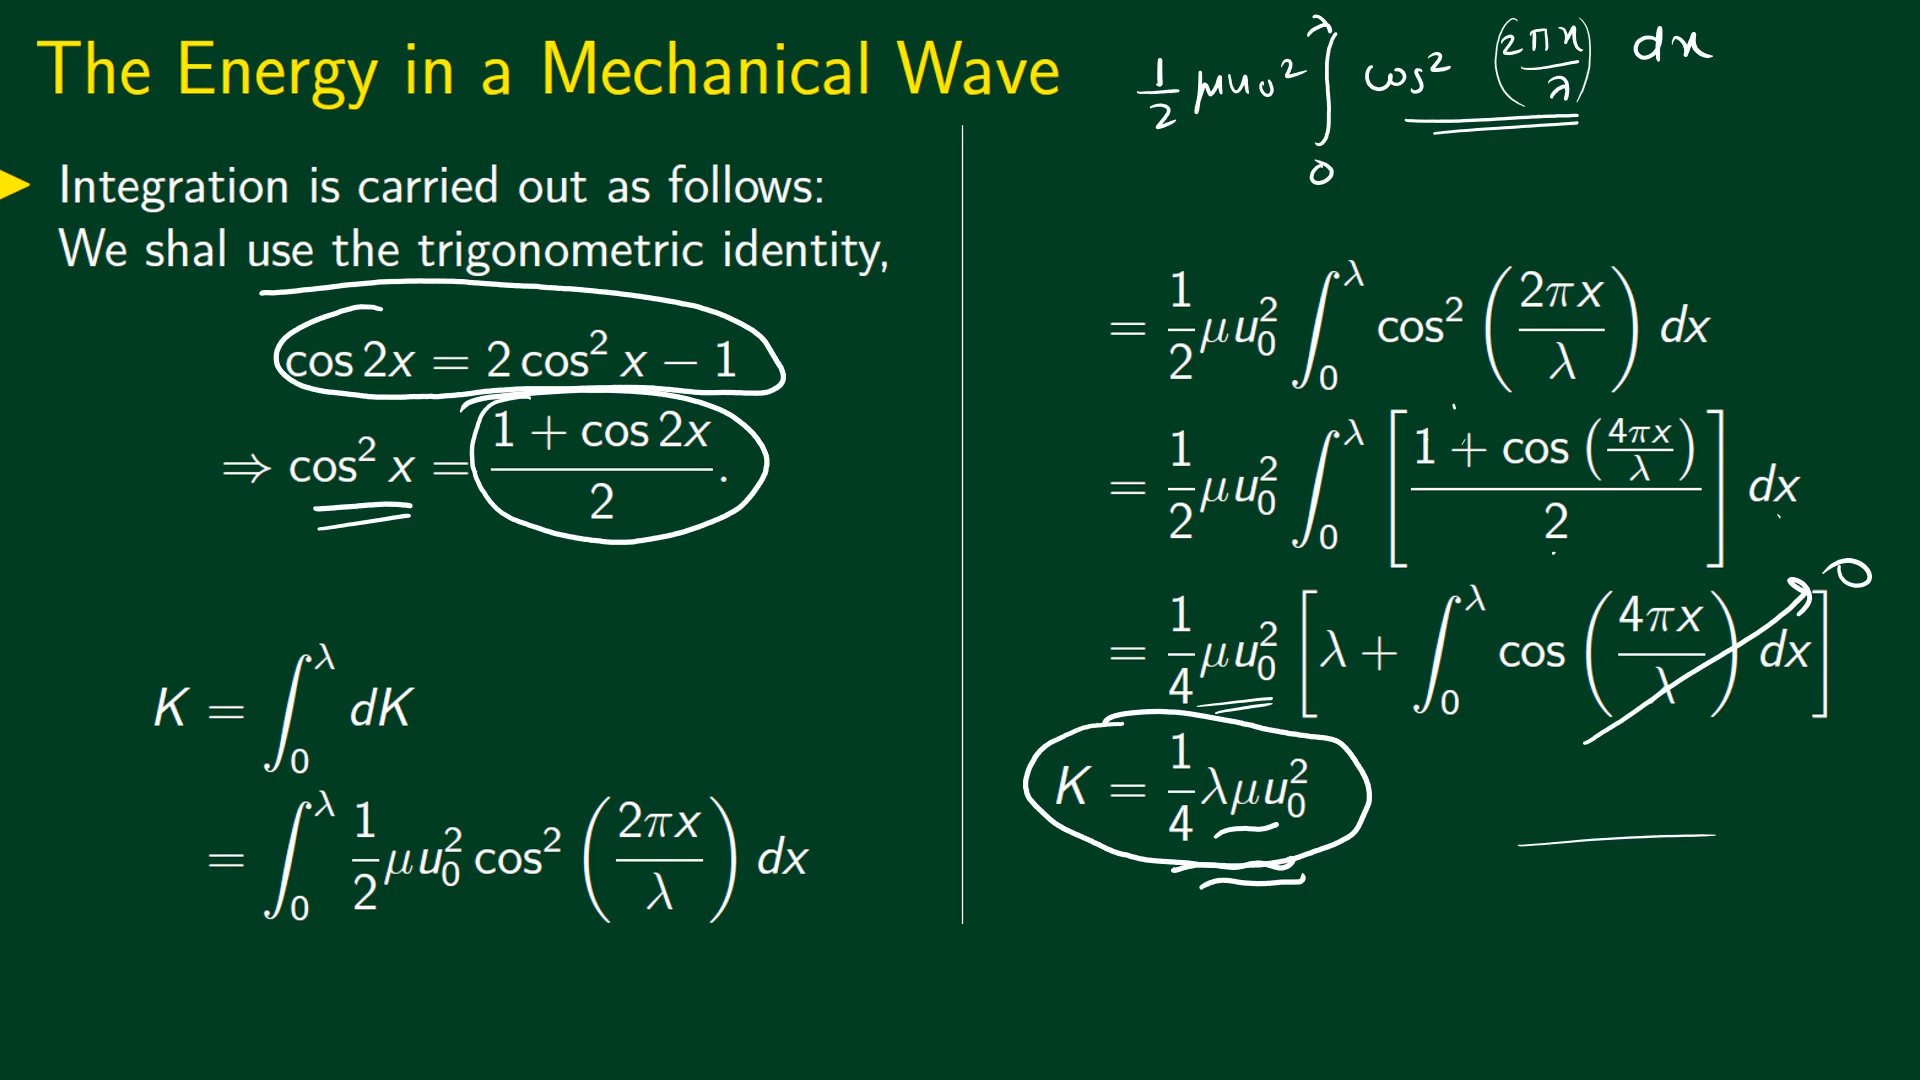 The Energy in a Mechanical Wave
Integration is carried out as follows:
We shal use the trigonometric identity,
cos 2x = 2 cos² x − 1
⇒ cos² x = (1 + cos 2x)/2.
K = ∫₀^λ dK
= ∫₀^λ 1/2 μu₀² cos² (2πx/λ) dx
1/2 μu₀² ∫₀^λ cos² (2πx/λ) dx
= 1/2 μu₀² ∫₀^λ cos² (2πx/λ) dx
= 1/2 μu₀² ∫₀^λ [(1 + cos (4πx/λ))/2] dx
= 1/4 μu₀² [λ + ∫₀^λ cos (4πx/λ) dx] 0
K = 1/4 λμu₀²